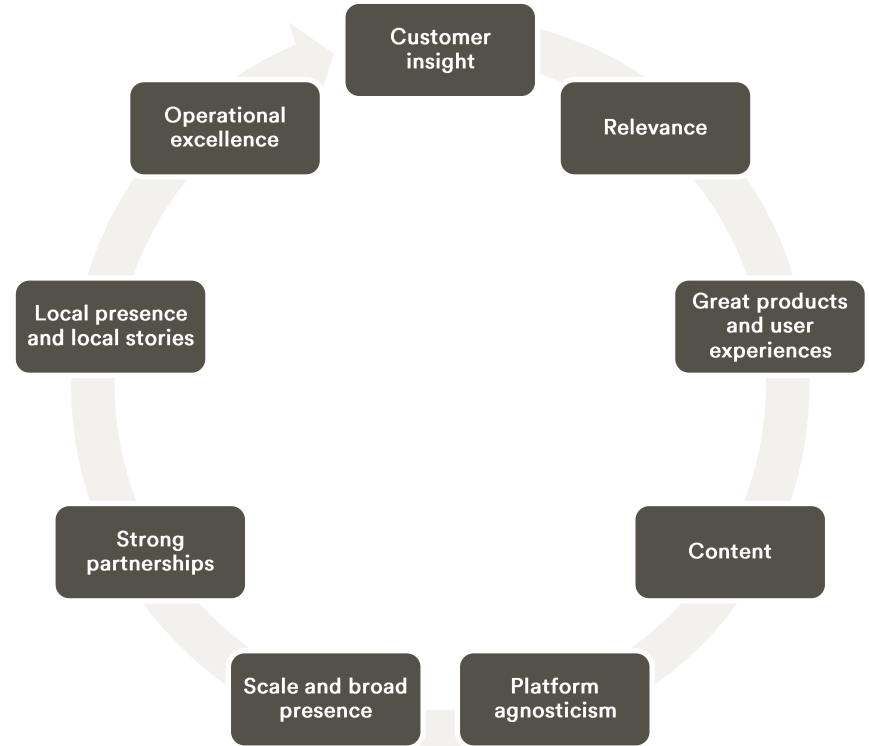 Customer
insight
Relevance
Great products
and user
experiences
Content
Platform
agnosticism
Scale and broad
presence
Strong
partnerships
Local presence
and local stories
Operational
excellence